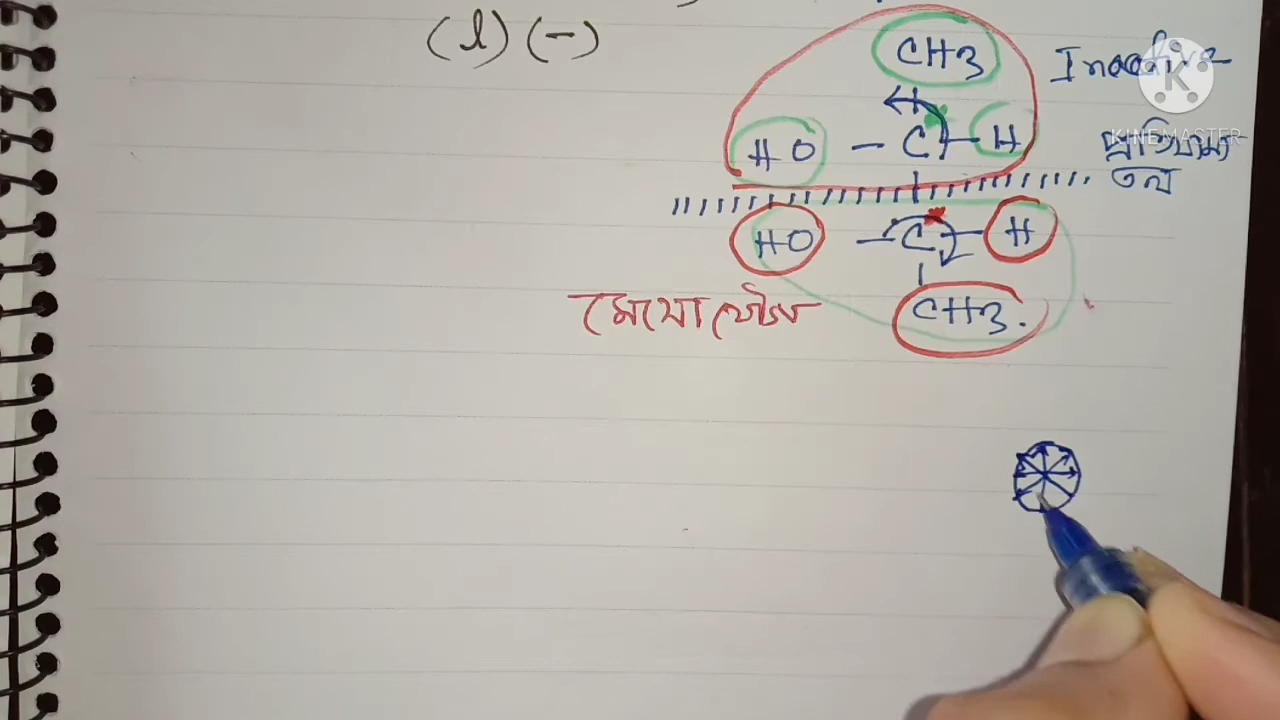 (l) (-)
CH3
Inactive
HO - C - H
KINEMASTER
প্রতিসাম্য
তল
HO - C - H
CH3.
মেসো যৌগ